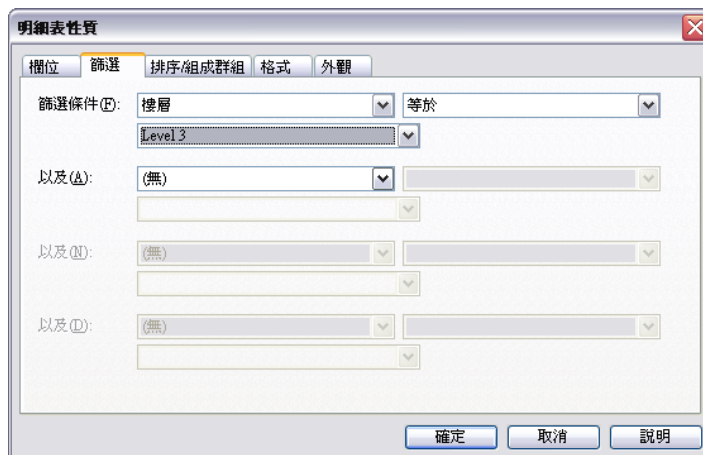 明細表性質
欄位 篩選 排序/組成群組 格式 外觀
篩選條件(F): 樓層 等於
Level 3
以及(A): (無)
以及(N): (無)
以及(D): (無)
確定 取消 說明